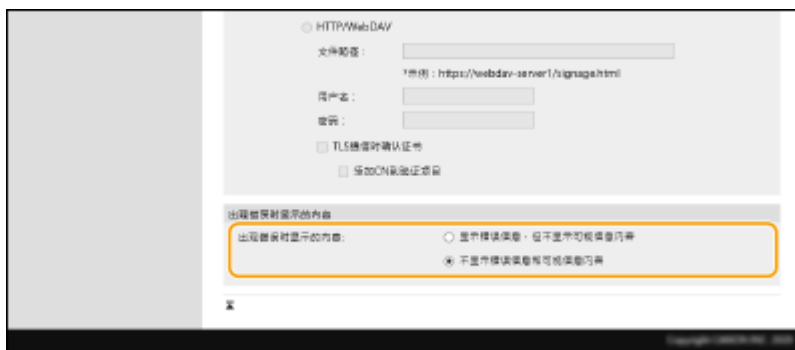 HTTP/WebDAV
文件路径：
*示例：https://webdav-server1/signage.html
用户名：
密码：
TLS通信时确认证书
添加CN到验证项目
出现错误时显示的内容
出现错误时显示的内容:
显示错误信息，但不显示可视信息内容
不显示错误信息和可视信息内容
Copyright CANON INC. 2020